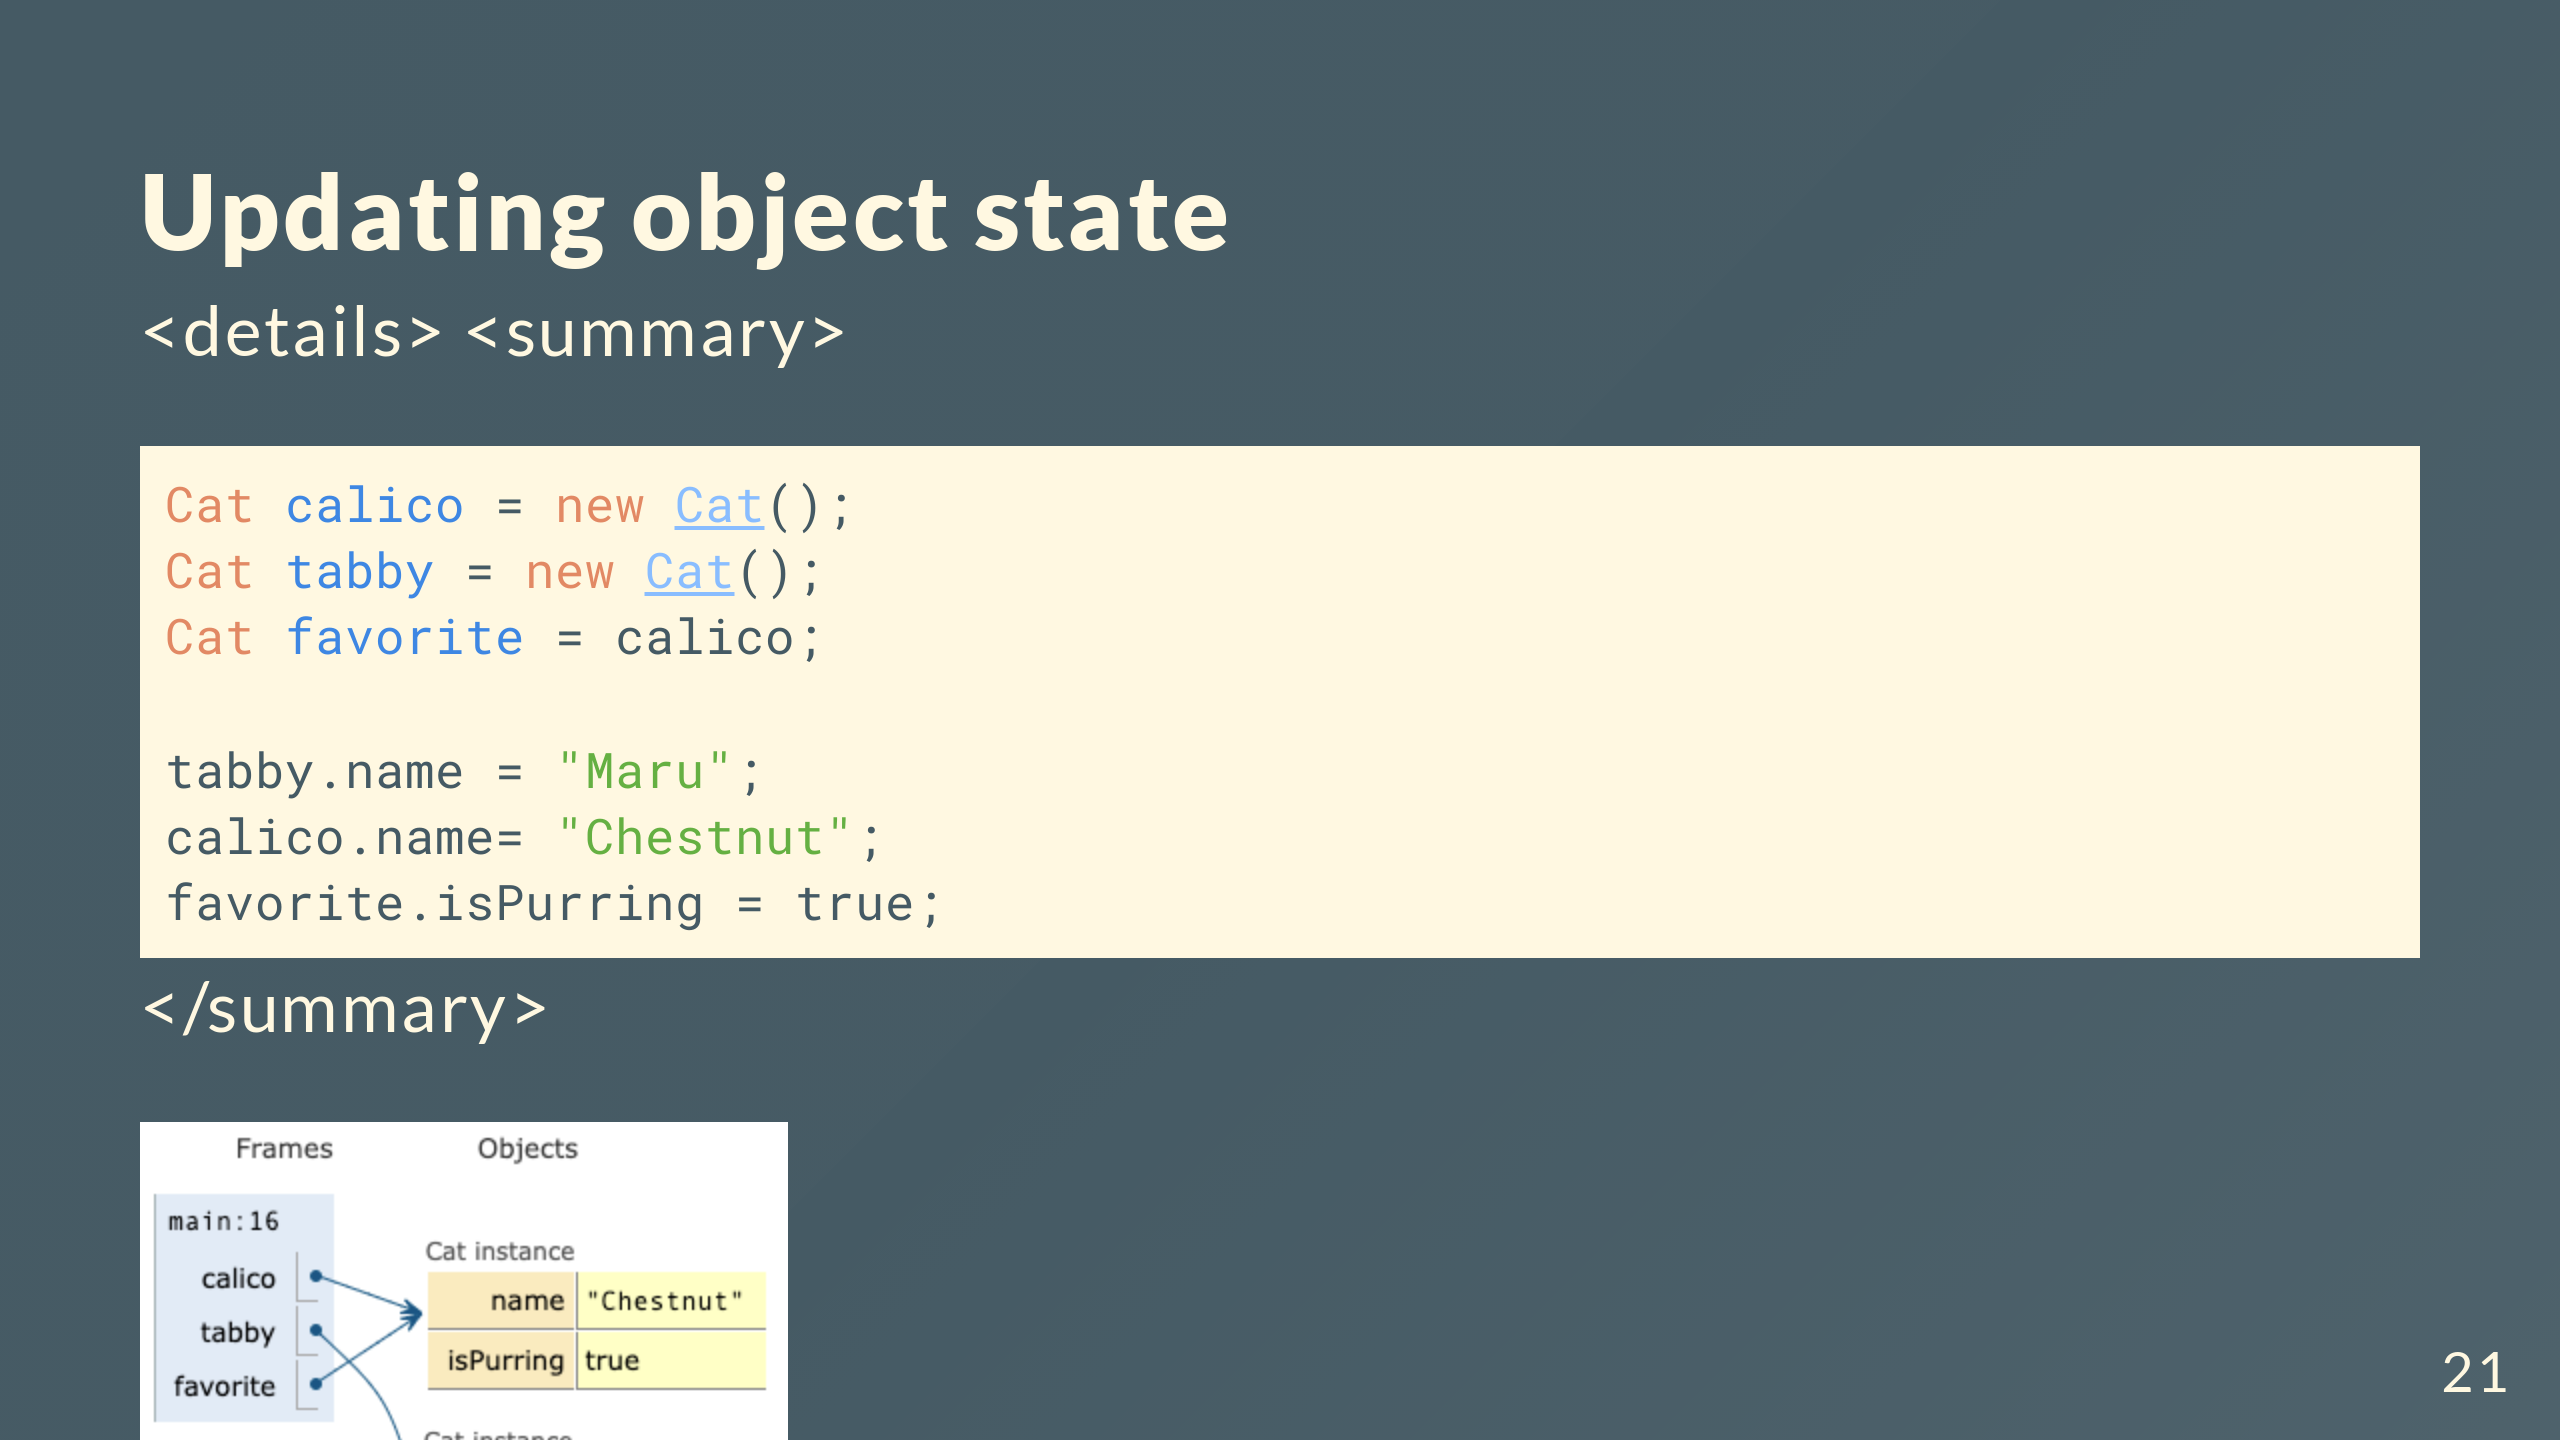 Updating object state
<details> <summary>
Cat calico = new Cat();
Cat tabby = new Cat();
Cat favorite = calico;
tabby.name = "Maru";
calico.name= "Chestnut";
favorite.isPurring = true;
</summary>
Frames Objects
main:16
Cat instance
calico
name "Chestnut"
tabby
isPurring true
favorite
Cat instance
21